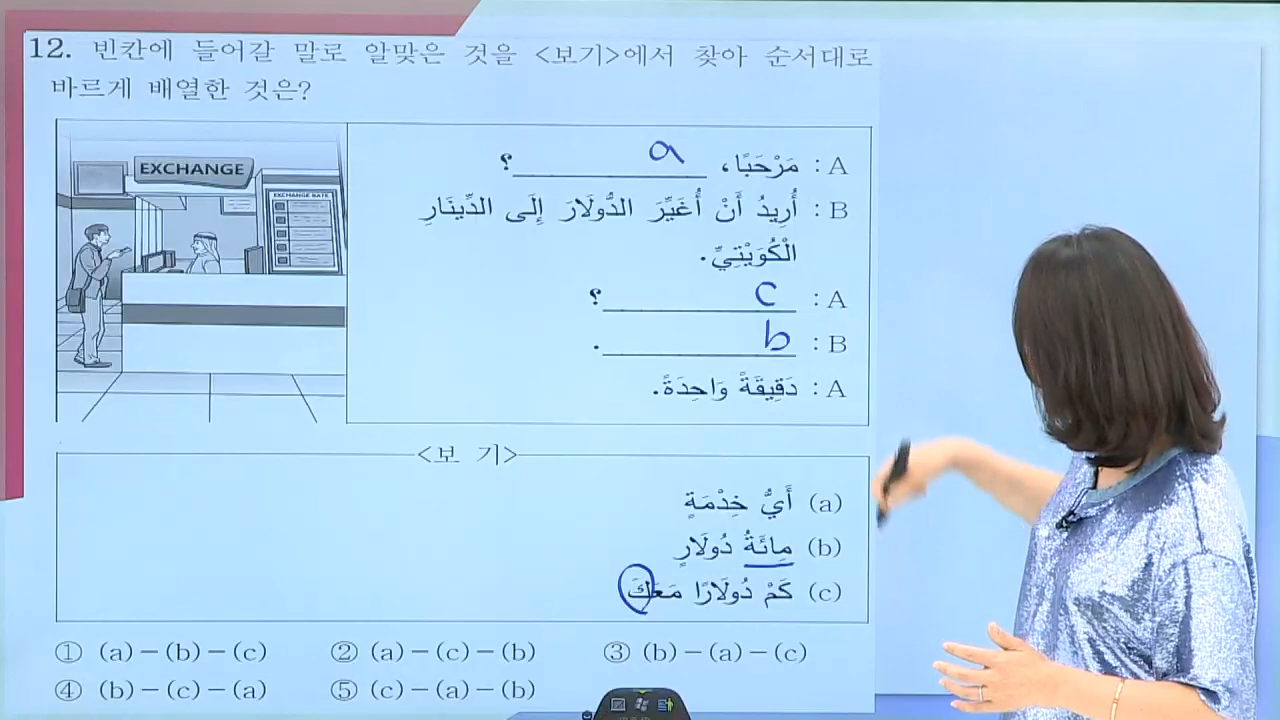 12. 빈칸에 들어갈 말로 알맞은 것을 <보기>에서 찾아 순서대로
바르게 배열한 것은?
EXCHANGE
EXCHANGE RATE
A : مَرْحَبًا، a ؟
B : أُرِيدُ أَنْ أُغَيِّرَ الدُّولَارَ إِلَى الدِّينَارِ
الْكُوَيْتِيِّ.
A : c ؟
B : b .
A : دَقِيقَةً وَاحِدَةً.
<보 기>
(a) أَيُّ خِدْمَةٍ
(b) مِائَةُ دُولَارٍ
(c) كَمْ دُولَارًا مَعَكَ
① (a)－(b)－(c) ② (a)－(c)－(b) ③ (b)－(a)－(c)
④ (b)－(c)－(a) ⑤ (c)－(a)－(b)